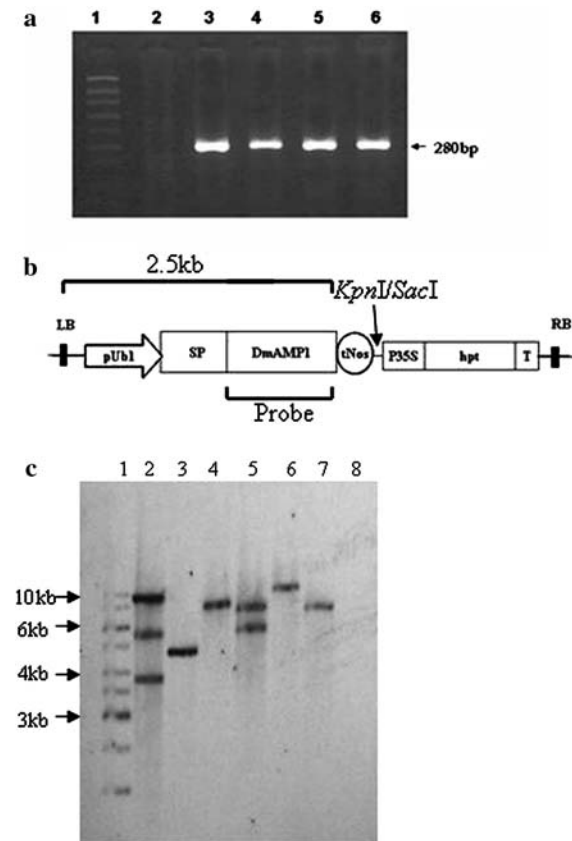 a
1 2 3 4 5 6
280bp
b
2.5kb
KpnI/SacI
LB
RB
pUb1
SP
DmAMP1
tNos
P35S
hpt
T
Probe
c
1 2 3 4 5 6 7 8
10kb
6kb
4kb
3kb